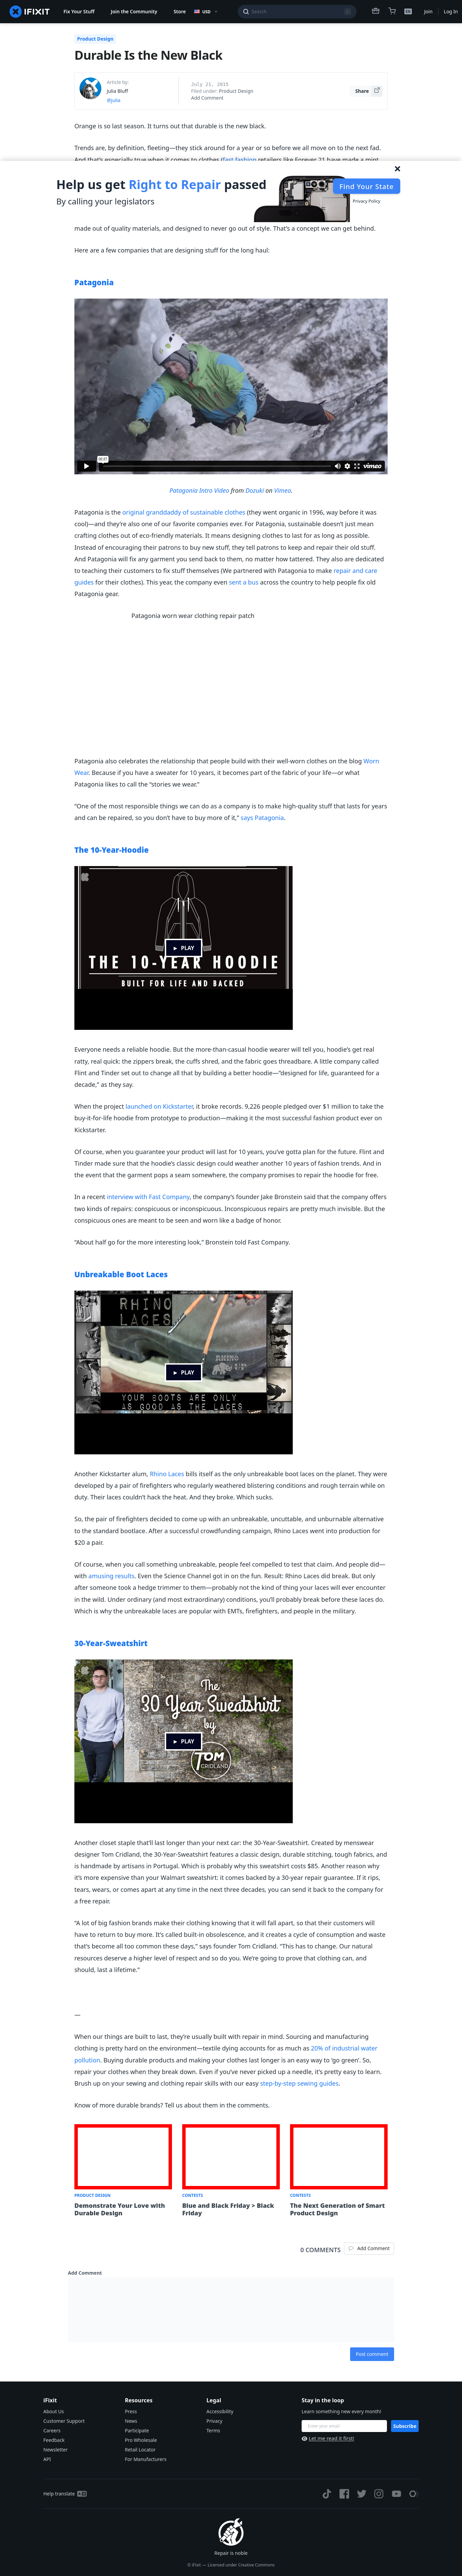 IFIXIT
Fix Your Stuff
Join the Community
Store
USD
Search
/
EN
Join
Log In
Product Design
Durable Is the New Black
Article by:
Julia Bluff
@Julia
July 21, 2015
Filed under: Product Design
Add Comment
Share
Orange is so last season. It turns out that durable is the new black.
Trends are, by definition, fleeting—they stick around for a year or so before we all move on to the next fad.
And that's especially true when it comes to clothes (fast fashion retailers like Forever 21 have made a mint
Help us get Right to Repair passed
By calling your legislators
Find Your State
Privacy Policy
made out of quality materials, and designed to never go out of style. That's a concept we can get behind.
Here are a few companies that are designing stuff for the long haul:
Patagonia
vimeo
Patagonia Intro Video from Dozuki on Vimeo.
Patagonia is the original granddaddy of sustainable clothes (they went organic in 1996, way before it was
cool)—and they're also one of our favorite companies ever. For Patagonia, sustainable doesn't just mean
crafting clothes out of eco-friendly materials. It means designing clothes to last for as long as possible.
Instead of encouraging their patrons to buy new stuff, they tell patrons to keep and repair their old stuff.
And Patagonia will fix any garment you send back to them, no matter how tattered. They also are dedicated
to teaching their customers to fix stuff themselves (We partnered with Patagonia to make repair and care
guides for their clothes). This year, the company even sent a bus across the country to help people fix old
Patagonia gear.
Patagonia worn wear clothing repair patch
Patagonia also celebrates the relationship that people build with their well-worn clothes on the blog Worn
Wear. Because if you have a sweater for 10 years, it becomes part of the fabric of your life—or what
Patagonia likes to call the “stories we wear.”
“One of the most responsible things we can do as a company is to make high-quality stuff that lasts for years
and can be repaired, so you don't have to buy more of it,” says Patagonia.
The 10-Year-Hoodie
THE 10-YEAR HOODIE
PLAY
BUILT FOR LIFE AND BACKED
Everyone needs a reliable hoodie. But the more-than-casual hoodie wearer will tell you, hoodie's get real
ratty, real quick: the zippers break, the cuffs shred, and the fabric goes threadbare. A little company called
Flint and Tinder set out to change all that by building a better hoodie—“designed for life, guaranteed for a
decade,” as they say.
When the project launched on Kickstarter, it broke records. 9,226 people pledged over $1 million to take the
buy-it-for-life hoodie from prototype to production—making it the most successful fashion project ever on
Kickstarter.
Of course, when you guarantee your product will last for 10 years, you've gotta plan for the future. Flint and
Tinder made sure that the hoodie's classic design could weather another 10 years of fashion trends. And in
the event that the garment pops a seam somewhere, the company promises to repair the hoodie for free.
In a recent interview with Fast Company, the company's founder Jake Bronstein said that the company offers
two kinds of repairs: conspicuous or inconspicuous. Inconspicuous repairs are pretty much invisible. But the
conspicuous ones are meant to be seen and worn like a badge of honor.
“About half go for the more interesting look,” Bronstein told Fast Company.
Unbreakable Boot Laces
RHINO
LACES
PLAY
RHINO
YOUR BOOTS ARE ONLY
AS GOOD AS YOUR LACES
Another Kickstarter alum, Rhino Laces bills itself as the only unbreakable boot laces on the planet. They were
developed by a pair of firefighters who regularly weathered blistering conditions and rough terrain while on
duty. Their laces couldn't hack the heat. And they broke. Which sucks.
So, the pair of firefighters decided to come up with an unbreakable, uncuttable, and unburnable alternative
to the standard bootlace. After a successful crowdfunding campaign, Rhino Laces went into production for
$20 a pair.
Of course, when you call something unbreakable, people feel compelled to test that claim. And people did—
with amusing results. Even the Science Channel got in on the fun. Result: Rhino Laces did break. But only
after someone took a hedge trimmer to them—probably not the kind of thing your laces will ever encounter
in the wild. Under ordinary (and most extraordinary) conditions, you'll probably break before these laces do.
Which is why the unbreakable laces are popular with EMTs, firefighters, and people in the military.
30-Year-Sweatshirt
The
30 Year Sweatshirt
by
PLAY
TOM
CRIDLAND
Another closet staple that'll last longer than your next car: the 30-Year-Sweatshirt. Created by menswear
designer Tom Cridland, the 30-Year-Sweatshirt features a classic design, durable stitching, tough fabrics, and
is handmade by artisans in Portugal. Which is probably why this sweatshirt costs $85. Another reason why
it's more expensive than your Walmart sweatshirt: it comes backed by a 30-year repair guarantee. If it rips,
tears, wears, or comes apart at any time in the next three decades, you can send it back to the company for
a free repair.
“A lot of big fashion brands make their clothing knowing that it will fall apart, so that their customers will
have to return to buy more. It's called built-in obsolescence, and it creates a cycle of consumption and waste
that's become all too common these days,” says founder Tom Cridland. “This has to change. Our natural
resources deserve a higher level of respect and so do you. We're going to prove that clothing can, and
should, last a lifetime.”
—
When our things are built to last, they're usually built with repair in mind. Sourcing and manufacturing
clothing is pretty hard on the environment—textile dying accounts for as much as 20% of industrial water
pollution. Buying durable products and making your clothes last longer is an easy way to 'go green'. So,
repair your clothes when they break down. Even if you've never picked up a needle, it's pretty easy to learn.
Brush up on your sewing and clothing repair skills with our easy step-by-step sewing guides.
Know of more durable brands? Tell us about them in the comments.
PRODUCT DESIGN
Demonstrate Your Love with
Durable Design
CONTESTS
Blue and Black Friday > Black
Friday
CONTESTS
The Next Generation of Smart
Product Design
0 COMMENTS
Add Comment
Add Comment
Post comment
iFixit
About Us
Customer Support
Careers
Feedback
Newsletter
API
Resources
Press
News
Participate
Pro Wholesale
Retail Locator
For Manufacturers
Legal
Accessibility
Privacy
Terms
Stay in the loop
Learn something new every month!
Enter your email
Subscribe
Let me read it first!
Help translate
Repair is noble
© iFixit — Licensed under Creative Commons